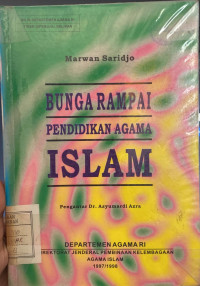 Marwan Saridjo
BUNGA RAMPAI
PENDIDIKAN AGAMA
ISLAM
Pengantar Dr. Azyumardi Azra
DEPARTEMEN AGAMA RI
DIREKTORAT JENDERAL PEMBINAAN KELEMBAGAAN
AGAMA ISLAM
1997/1998